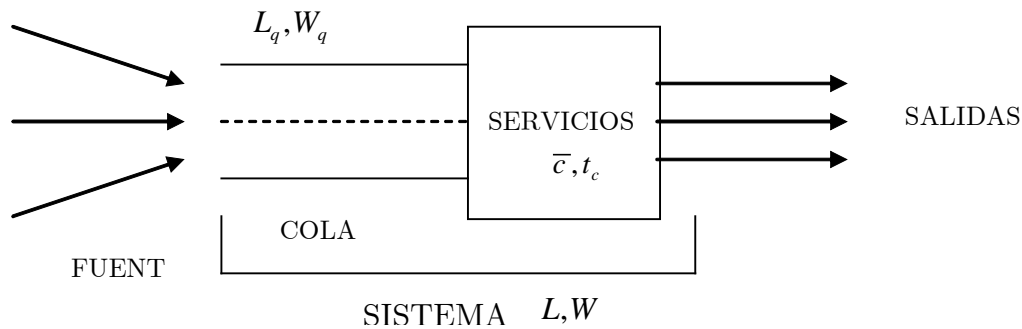 L_q, W_q
SERVICIOS
c̅, t_c
SALIDAS
COLA
FUENT
SISTEMA L, W